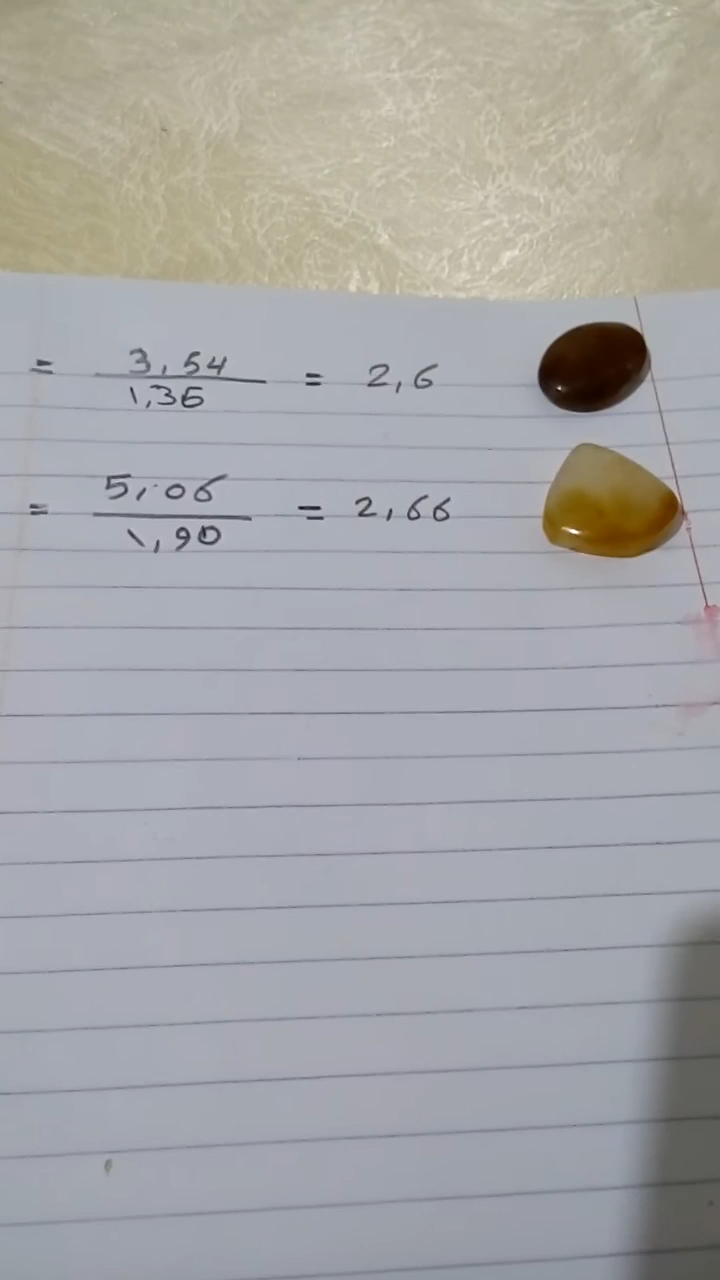 = 3,54 / 1,36 = 2,6
= 5,06 / 1,90 = 2,66